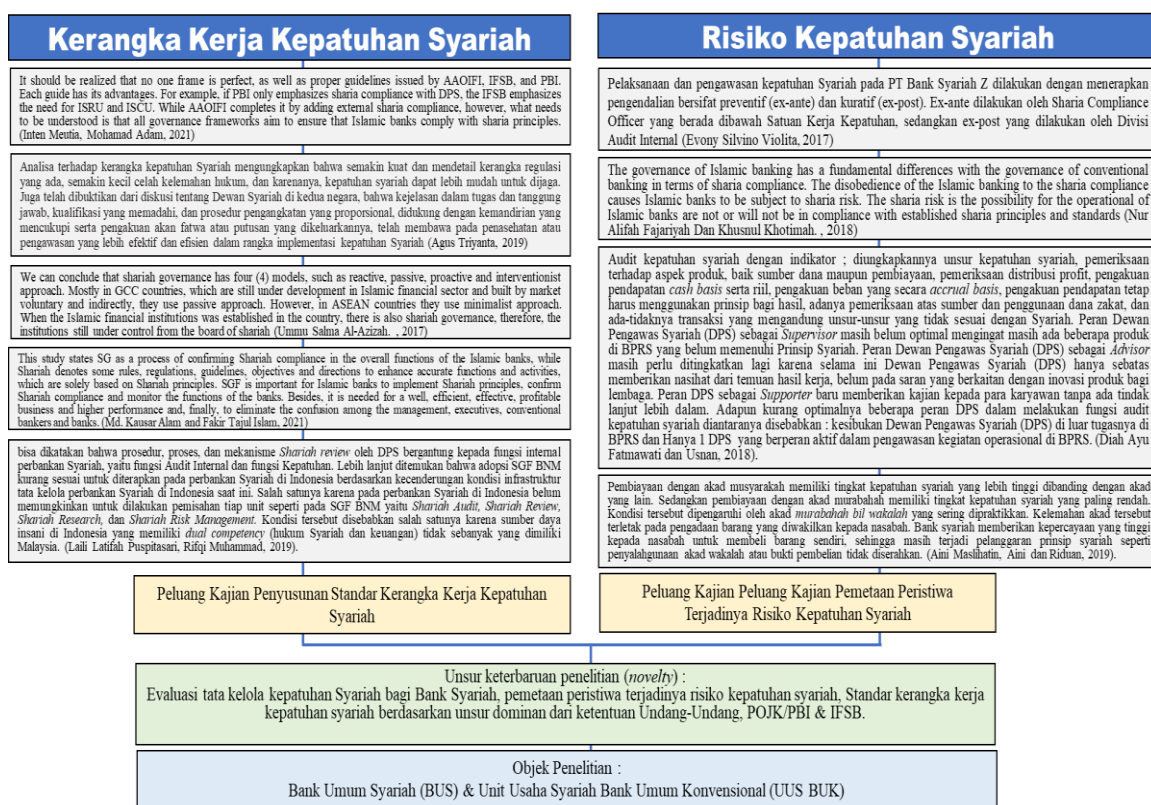 Kerangka Kerja Kepatuhan Syariah
It should be realized that no one frame is perfect, as well as proper guidelines issued by AAOIFI, IFSB, and PBI.
Each guide has its advantages. For example, if PBI only emphasizes sharia compliance with DPS, the IFSB emphasizes
the need for ISRU and ISCU. While AAOIFI completes it by adding external sharia compliance, however, what needs
to be understood is that all governance frameworks aim to ensure that Islamic banks comply with sharia principles.
(Inten Meutia, Mohamad Adam, 2021)
Analisa terhadap kerangka kepatuhan Syariah mengungkapkan bahwa semakin kuat dan mendetail kerangka regulasi
yang ada, semakin kecil celah kelemahan hukum, dan karenanya, kepatuhan syariah dapat lebih mudah untuk dijaga.
Juga telah dibuktikan dari diskusi tentang Dewan Syariah di kedua negara, bahwa kejelasan dalam tugas dan tanggung
jawab, kualifikasi yang memadahi, dan prosedur pengangkatan yang proporsional, didukung dengan kemandirian yang
mencukupi serta pengakuan akan fatwa atau putusan yang dikeluarkannya, telah membawa pada penasehatan atau
pengawasan yang lebih efektif dan efisien dalam rangka implementasi kepatuhan Syariah (Agus Triyanta, 2019)
We can conclude that shariah governance has four (4) models, such as reactive, passive, proactive and interventionist
approach. Mostly in GCC countries, which are still under development in Islamic financial sector and built by market
voluntary and indirectly, they use passive approach. However, in ASEAN countries they use minimalist approach.
When the Islamic financial institutions was established in the country, there is also shariah governance, therefore, the
institutions still under control from the board of shariah (Ummu Salma Al-Azizah. , 2017)
This study states SG as a process of confirming Shariah compliance in the overall functions of the Islamic banks, while
Shariah denotes some rules, regulations, guidelines, objectives and directions to enhance accurate functions and activities,
which are solely based on Shariah principles. SGF is important for Islamic banks to implement Shariah principles, confirm
Shariah compliance and monitor the functions of the banks. Besides, it is needed for a well, efficient, effective, profitable
business and higher performance and, finally, to eliminate the confusion among the management, executives, conventional
bankers and banks. (Md. Kausar Alam and Fakir Tajul Islam, 2021)
bisa dikatakan bahwa prosedur, proses, dan mekanisme Shariah review oleh DPS bergantung kepada fungsi internal
perbankan Syariah, yaitu fungsi Audit Internal dan fungsi Kepatuhan. Lebih lanjut ditemukan bahwa adopsi SGF BNM
kurang sesuai untuk diterapkan pada perbankan Syariah di Indonesia berdasarkan kecenderungan kondisi infrastruktur
tata kelola perbankan Syariah di Indonesia saat ini. Salah satunya karena pada perbankan Syariah di Indonesia belum
memungkinkan untuk dilakukan pemisahan tiap unit seperti pada SGF BNM yaitu Shariah Audit, Shariah Review,
Shariah Research, dan Shariah Risk Management. Kondisi tersebut disebabkan salah satunya karena sumber daya
insani di Indonesia yang memiliki dual competency (hukum Syariah dan keuangan) tidak sebanyak yang dimiliki
Malaysia. (Laili Latifah Puspitasari, Rifqi Muhammad, 2019).
Peluang Kajian Penyusunan Standar Kerangka Kerja Kepatuhan
Syariah
Risiko Kepatuhan Syariah
Pelaksanaan dan pengawasan kepatuhan Syariah pada PT Bank Syariah Z dilakukan dengan menerapkan
pengendalian bersifat preventif (ex-ante) dan kuratif (ex-post). Ex-ante dilakukan oleh Sharia Compliance
Officer yang berada dibawah Satuan Kerja Kepatuhan, sedangkan ex-post yang dilakukan oleh Divisi
Audit Internal (Evony Silvino Violita, 2017)
The governance of Islamic banking has a fundamental differences with the governance of conventional
banking in terms of sharia compliance. The disobedience of the Islamic banking to the sharia compliance
causes Islamic banks to be subject to sharia risk. The sharia risk is the possibility for the operational of
Islamic banks are not or will not be in compliance with established sharia principles and standards (Nur
Alifah Fajariyah Dan Khusnul Khotimah. , 2018)
Audit kepatuhan syariah dengan indikator ; diungkapkannya unsur kepatuhan syariah, pemeriksaan
terhadap aspek produk, baik sumber dana maupun pembiayaan, pemeriksaan distribusi profit, pengakuan
pendapatan cash basis serta riil, pengakuan beban yang secara accrual basis, pengakuan pendapatan tetap
harus menggunakan prinsip bagi hasil, adanya pemeriksaan atas sumber dan penggunaan dana zakat, dan
ada-tidaknya transaksi yang mengandung unsur-unsur yang tidak sesuai dengan Syariah. Peran Dewan
Pengawas Syariah (DPS) sebagai Supervisor masih belum optimal mengingat masih ada beberapa produk
di BPRS yang belum memenuhi Prinsip Syariah. Peran Dewan Pengawas Syariah (DPS) sebagai Advisor
masih perlu ditingkatkan lagi karena selama ini Dewan Pengawas Syariah (DPS) hanya sebatas
memberikan nasihat dari temuan hasil kerja, belum pada saran yang berkaitan dengan inovasi produk bagi
lembaga. Peran DPS sebagai Supporter baru memberikan kajian kepada para karyawan tanpa ada tindak
lanjut lebih dalam. Adapun kurang optimalnya beberapa peran DPS dalam melakukan fungsi audit
kepatuhan syariah diantaranya disebabkan : kesibukan Dewan Pengawas Syariah (DPS) di luar tugasnya di
BPRS dan Hanya 1 DPS yang berperan aktif dalam pengawasan kegiatan operasional di BPRS. (Diah Ayu
Fatmawati dan Usnan, 2018).
Pembiayaan dengan akad musyarakah memiliki tingkat kepatuhan syariah yang lebih tinggi dibanding dengan akad
yang lain. Sedangkan pembiayaan dengan akad murabahah memiliki tingkat kepatuhan syariah yang paling rendah.
Kondisi tersebut dipengaruhi oleh akad murabahah bil wakalah yang sering dipraktikkan. Kelemahan akad tersebut
terletak pada pengadaan barang yang diwakilkan kepada nasabah. Bank syariah memberikan kepercayaan yang tinggi
kepada nasabah untuk membeli barang sendiri, sehingga masih terjadi pelanggaran prinsip syariah seperti
penyalahgunaan akad wakalah atau bukti pembelian tidak diserahkan. (Aini Maslihatin, Aini dan Riduan, 2019).
Peluang Kajian Peluang Kajian Pemetaan Peristiwa
Terjadinya Risiko Kepatuhan Syariah
Unsur keterbaruan penelitian (novelty) :
Evaluasi tata kelola kepatuhan Syariah bagi Bank Syariah, pemetaan peristiwa terjadinya risiko kepatuhan syariah, Standar kerangka kerja
kepatuhan syariah berdasarkan unsur dominan dari ketentuan Undang-Undang, POJK/PBI & IFSB.
Objek Penelitian :
Bank Umum Syariah (BUS) & Unit Usaha Syariah Bank Umum Konvensional (UUS BUK)